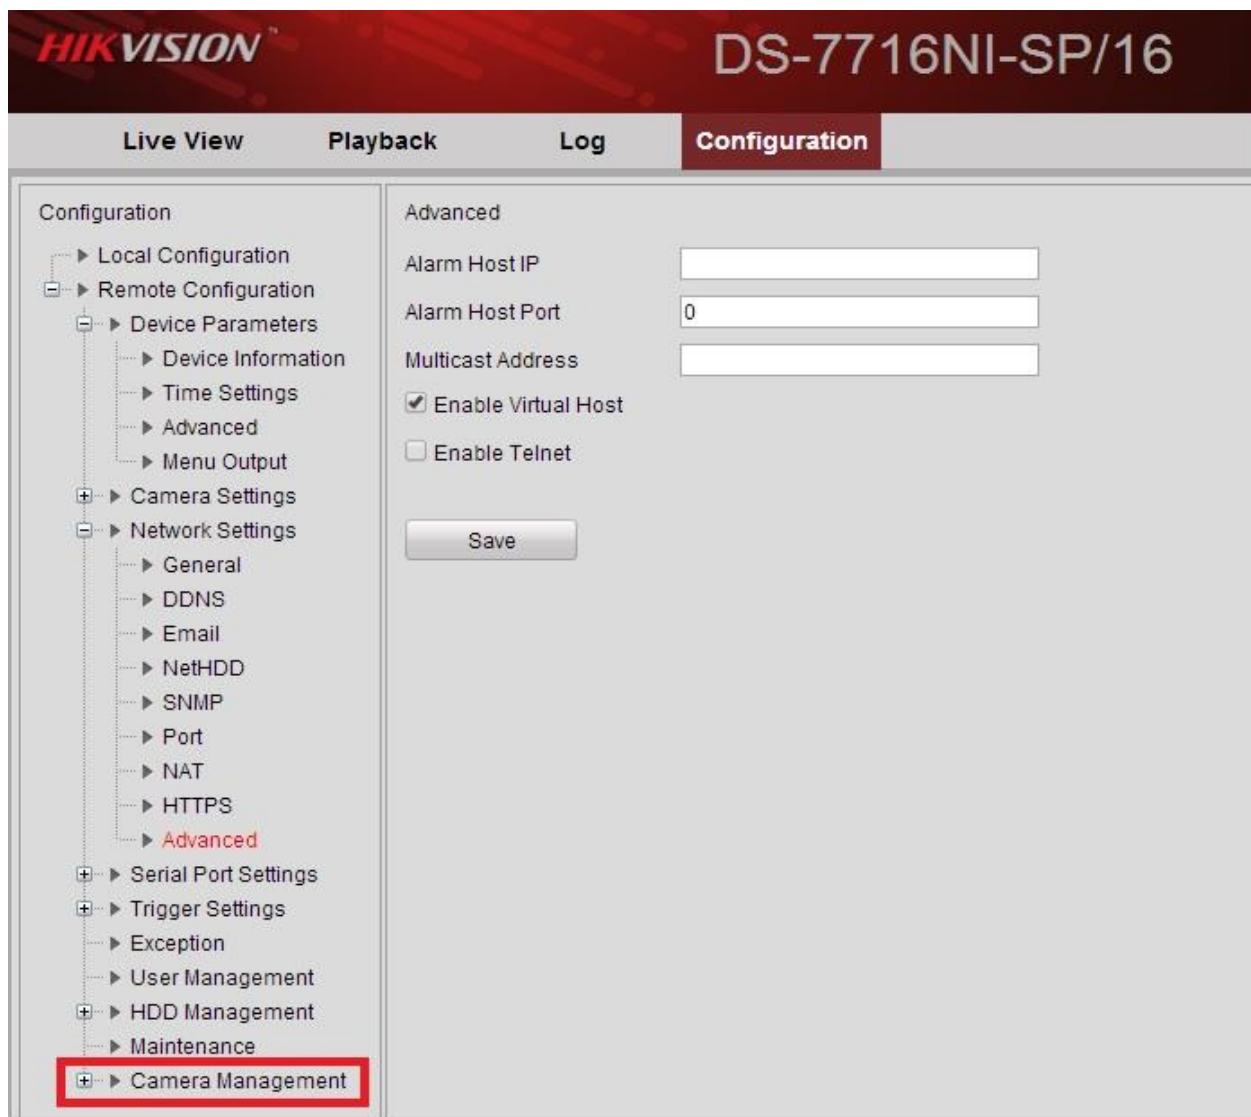 HIKVISION™
DS-7716NI-SP/16
Live View Playback Log Configuration
Configuration
Local Configuration
Remote Configuration
Device Parameters
Device Information
Time Settings
Advanced
Menu Output
Camera Settings
Network Settings
General
DDNS
Email
NetHDD
SNMP
Port
NAT
HTTPS
Advanced
Serial Port Settings
Trigger Settings
Exception
User Management
HDD Management
Maintenance
Camera Management
Advanced
Alarm Host IP
Alarm Host Port 0
Multicast Address
Enable Virtual Host
Enable Telnet
Save